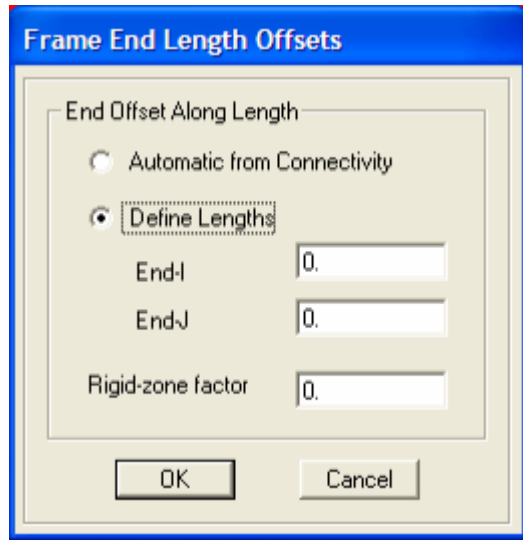 Frame End Length Offsets
End Offset Along Length
Automatic from Connectivity
Define Lengths
End-I 0.
End-J 0.
Rigid-zone factor 0.
OK Cancel